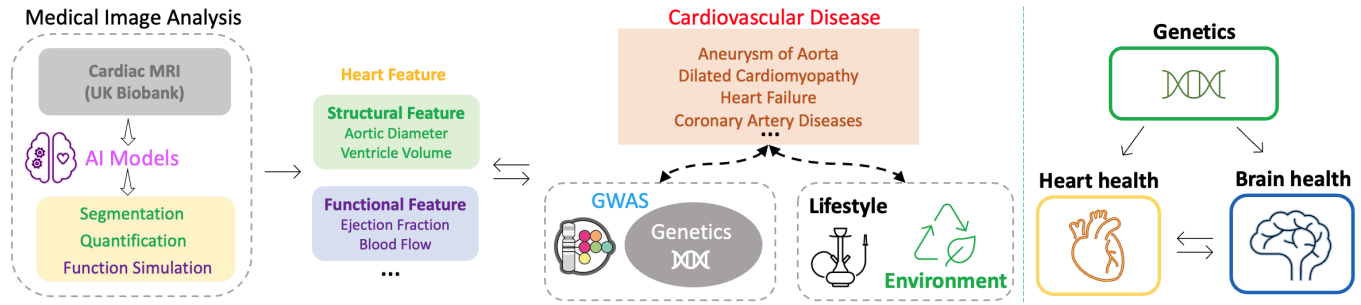 Medical Image Analysis
Cardiac MRI
(UK Biobank)
AI Models
Segmentation
Quantification
Function Simulation
Heart Feature
Structural Feature
Aortic Diameter
Ventricle Volume
Functional Feature
Ejection Fraction
Blood Flow
...
Cardiovascular Disease
Aneurysm of Aorta
Dilated Cardiomyopathy
Heart Failure
Coronary Artery Diseases
...
GWAS
Genetics
Lifestyle
Environment
Genetics
Heart health
Brain health